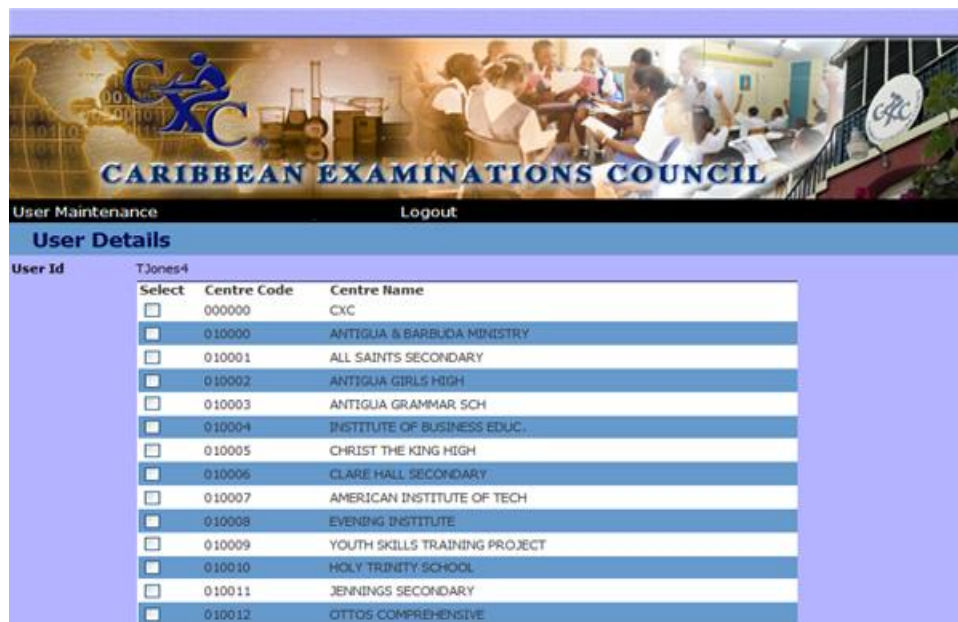 CXC
CARIBBEAN EXAMINATIONS COUNCIL
CXC
User Maintenance Logout
User Details
User Id TJones4
Select Centre Code Centre Name
000000 CXC
010000 ANTIGUA & BARBUDA MINISTRY
010001 ALL SAINTS SECONDARY
010002 ANTIGUA GIRLS HIGH
010003 ANTIGUA GRAMMAR SCH
010004 INSTITUTE OF BUSINESS EDUC.
010005 CHRIST THE KING HIGH
010006 CLARE HALL SECONDARY
010007 AMERICAN INSTITUTE OF TECH
010008 EVENING INSTITUTE
010009 YOUTH SKILLS TRAINING PROJECT
010010 HOLY TRINITY SCHOOL
010011 JENNINGS SECONDARY
010012 OTTOS COMPREHENSIVE